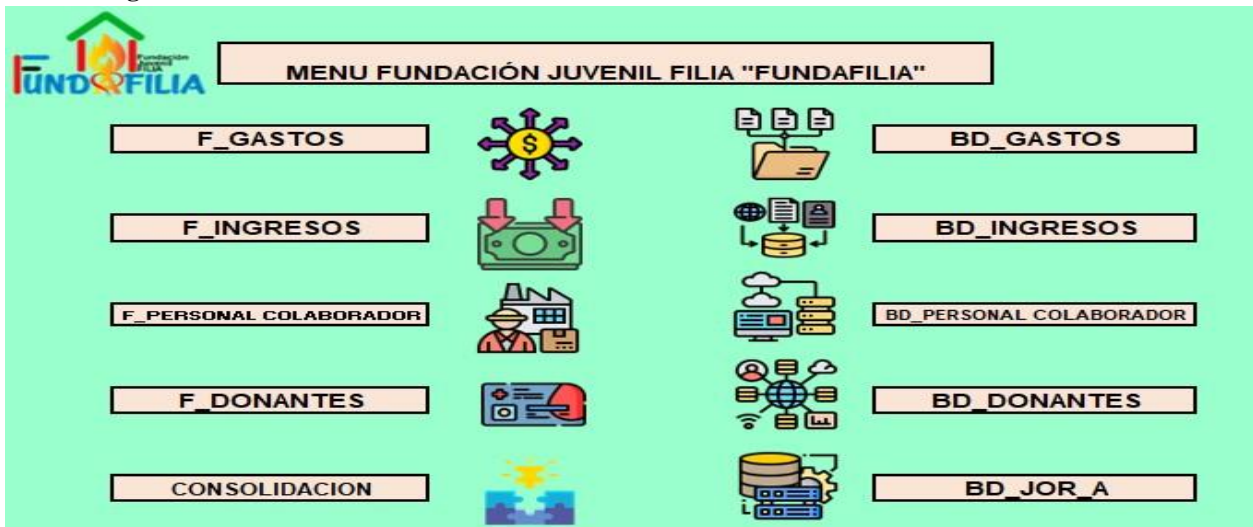 Fundación
Juvenil
FILIA
FUNDAFILIA
MENU FUNDACIÓN JUVENIL FILIA "FUNDAFILIA"
F_GASTOS
BD_GASTOS
F_INGRESOS
BD_INGRESOS
F_PERSONAL COLABORADOR
BD_PERSONAL COLABORADOR
F_DONANTES
BD_DONANTES
CONSOLIDACION
BD_JOR_A